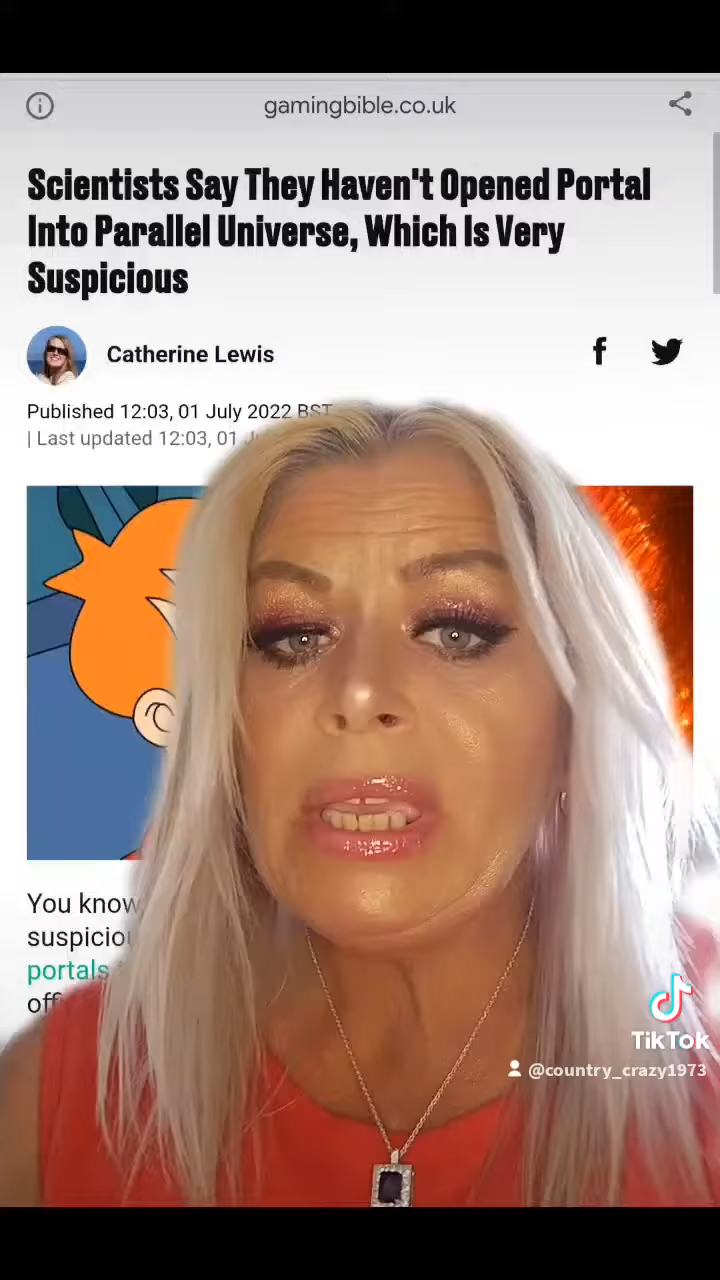 gamingbible.co.uk
Scientists Say They Haven't Opened Portal
Into Parallel Universe, Which Is Very
Suspicious
Catherine Lewis
Published 12:03, 01 July 2022 BST
| Last updated 12:03, 01
You know
portals
TikTok
@country_crazy1973